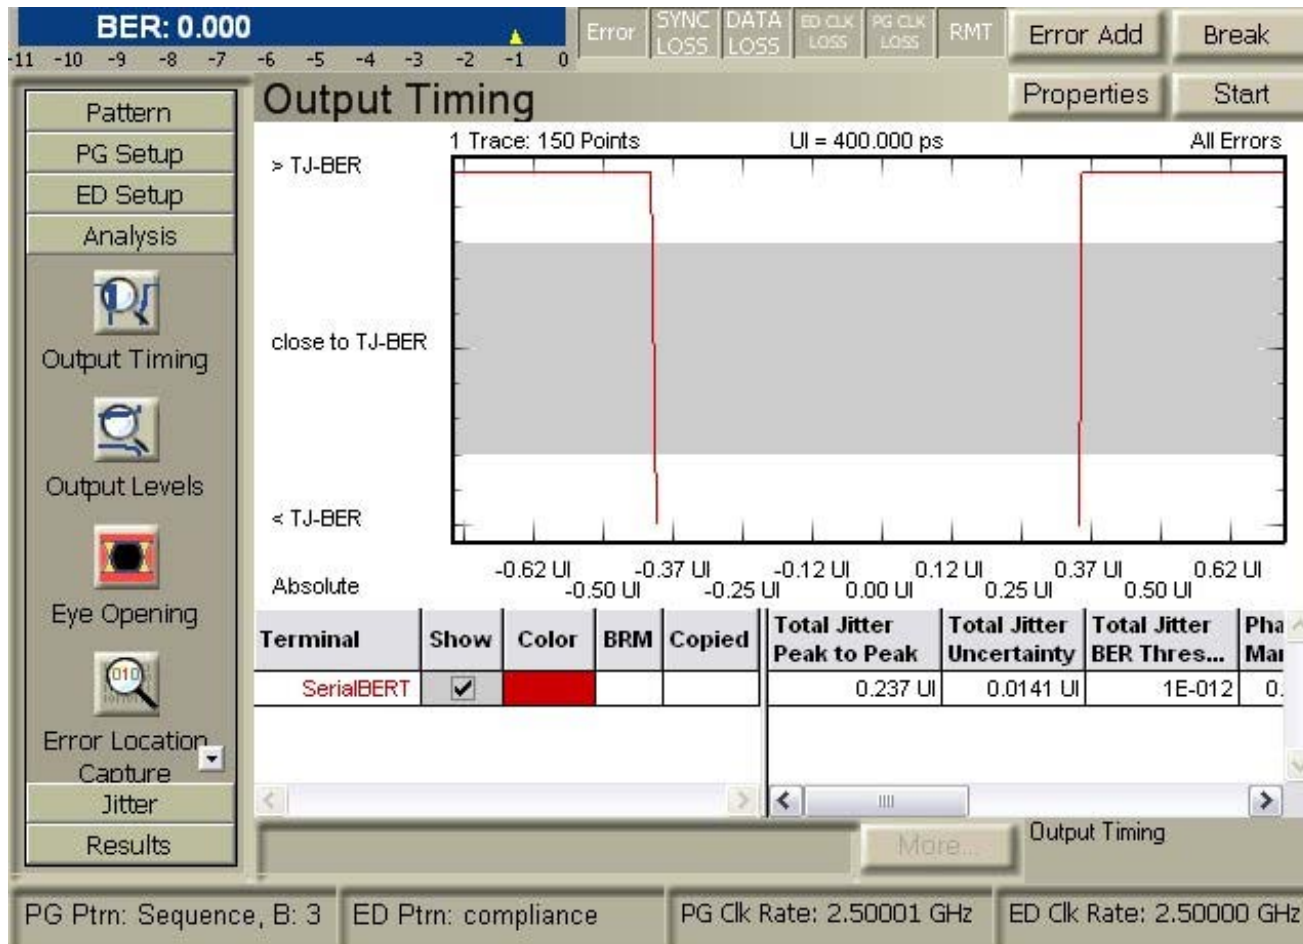 BER: 0.000
-11 -10 -9 -8 -7 -6 -5 -4 -3 -2 -1 0
Error
SYNC LOSS
DATA LOSS
ED CLK LOSS
PG CLK LOSS
RMT
Error Add
Break
Output Timing
Properties
Start
Pattern
PG Setup
ED Setup
Analysis
Output Timing
Output Levels
Eye Opening
010
Error Location
Capture
Jitter
Results
1 Trace: 150 Points UI = 400.000 ps All Errors
> TJ-BER
close to TJ-BER
< TJ-BER
Absolute
-0.62 UI -0.37 UI -0.12 UI 0.12 UI 0.37 UI 0.62 UI
-0.50 UI -0.25 UI 0.00 UI 0.25 UI 0.50 UI
Terminal Show Color BRM Copied Total Jitter Peak to Peak Total Jitter Uncertainty Total Jitter BER Thres... Pha Mar
SerialBERT 0.237 UI 0.0141 UI 1E-012 0.
More...
Output Timing
PG Ptrn: Sequence, B: 3 ED Ptrn: compliance PG Clk Rate: 2.50001 GHz ED Clk Rate: 2.50000 GHz